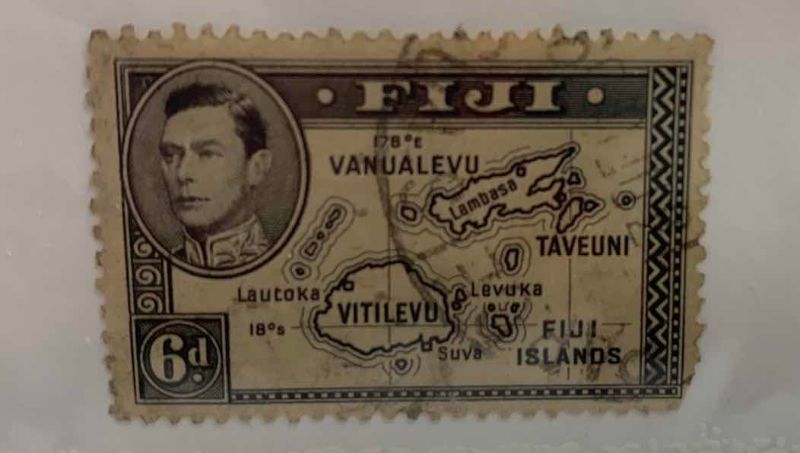 · FIJI ·
178°E
VANUALEVU
Lambasa
TAVEUNI
Lautoka
VITILEVU
Levuka
18°S
Suva
FIJI
ISLANDS
6d.